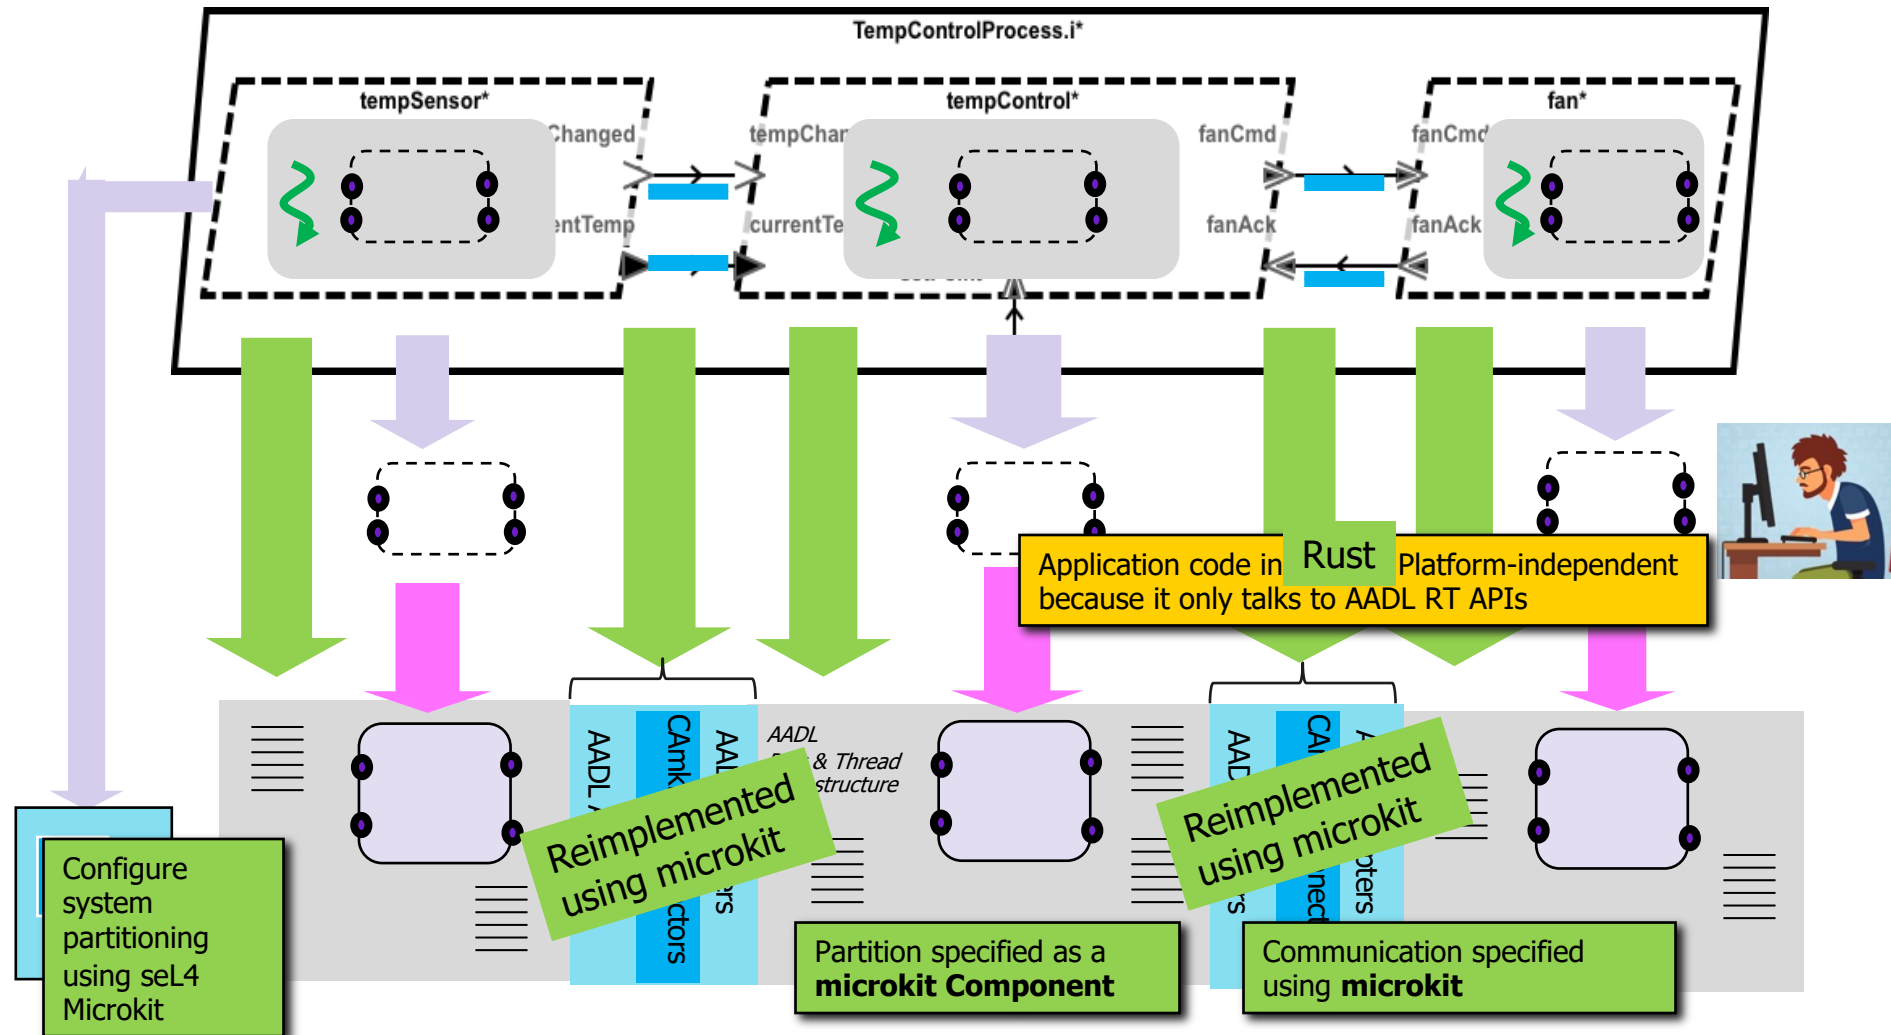 TempControlProcess.i*
tempSensor*
tempControl*
fan*
Changed
fanCmd
fanCmd
entTemp
fanAck
fanAck
Application code in Rust Platform-independent
because it only talks to AADL RT APIs
AADL
& Thread
structure
AADL
AADL
Reimplemented
using microkit
Reimplemented
using microkit
Configure
system
partitioning
using seL4
Microkit
Partition specified as a
microkit Component
Communication specified
using microkit